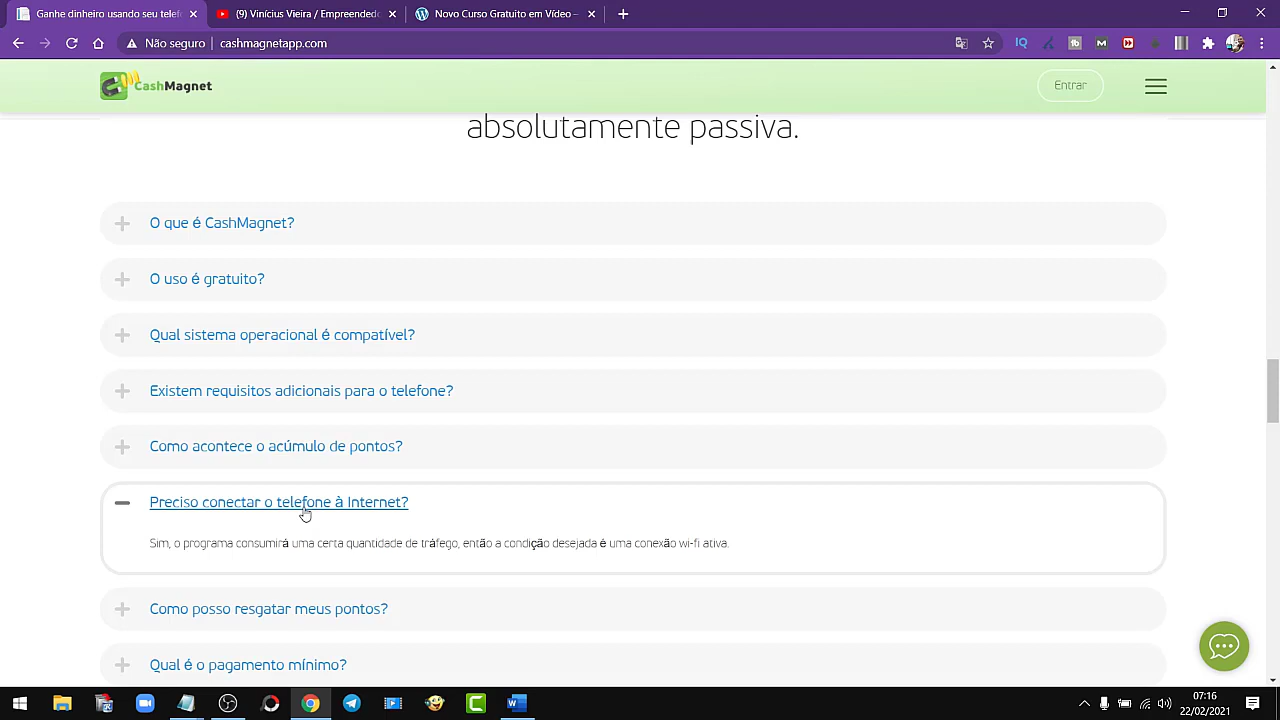 Ganhe dinheiro usando seu telef
(9) Vinícius Vieira / Empreended
Novo Curso Gratuito em Vídeo –
Não seguro
cashmagnetapp.com
CashMagnet
Entrar
absolutamente passiva.
O que é CashMagnet?
O uso é gratuito?
Qual sistema operacional é compatível?
Existem requisitos adicionais para o telefone?
Como acontece o acúmulo de pontos?
Preciso conectar o telefone à Internet?
Sim, o programa consumirá uma certa quantidade de tráfego, então a condição desejada é uma conexão wi-fi ativa.
Como posso resgatar meus pontos?
Qual é o pagamento mínimo?
07:16
22/02/2021